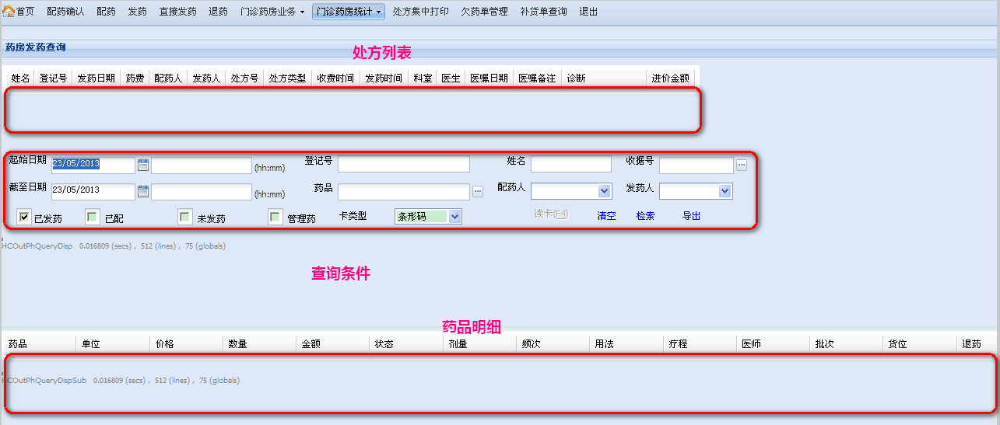 首页 配药确认 配药 发药 直接发药 退药 门诊药房业务 门诊药房统计 处方集中打印 欠药单管理 补货单查询 退出
药房发药查询
处方列表
姓名 登记号 发药日期 药费 配药人 发药人 处方号 处方类型 收费时间 发药时间 科室 医生 医嘱日期 医嘱备注 诊断 进价金额
起始日期 23/05/2013 (hh:mm) 登记号 姓名 收据号
截至日期 23/05/2013 (hh:mm) 药品 配药人 发药人
已发药 已配 未发药 管理药 卡类型 条形码 读卡(F4) 清空 检索 导出
HCOutPhQueryDisp 0.016809 (secs) , 512 (lines) , 75 (globals)
查询条件
药品明细
药品 单位 价格 数量 金额 状态 剂量 频次 用法 疗程 医师 批次 货位 退药
HCOutPhQueryDispSub 0.016809 (secs) , 512 (lines) , 75 (globals)